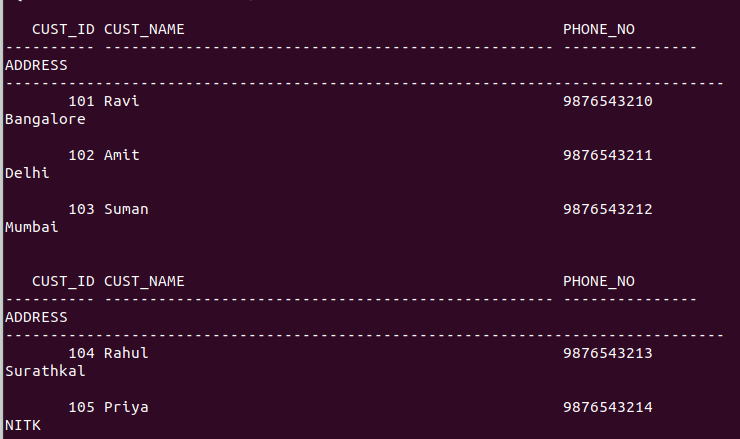 CUST_ID CUST_NAME                                          PHONE_NO
---------- -------------------------------------------------- ---------------
ADDRESS
--------------------------------------------------------------------------------
       101 Ravi                                               9876543210
Bangalore
       102 Amit                                               9876543211
Delhi
       103 Suman                                              9876543212
Mumbai
   CUST_ID CUST_NAME                                          PHONE_NO
---------- -------------------------------------------------- ---------------
ADDRESS
--------------------------------------------------------------------------------
       104 Rahul                                              9876543213
Surathkal
       105 Priya                                              9876543214
NITK